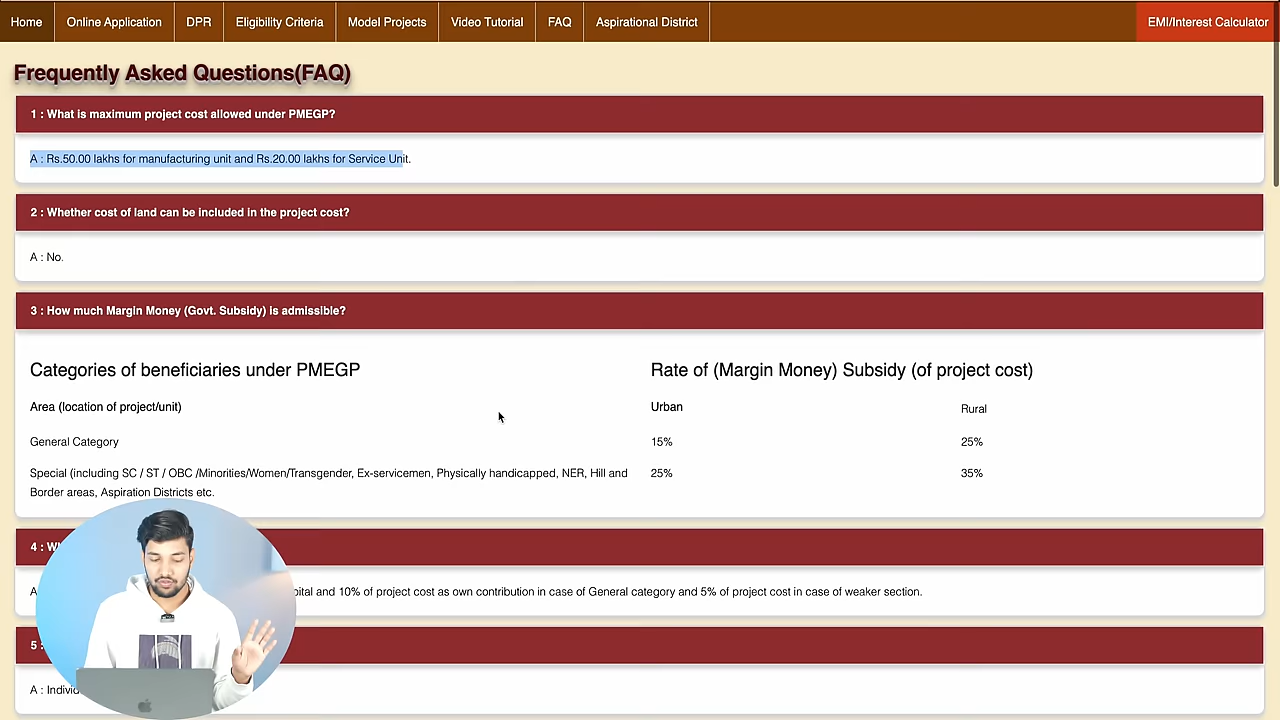 Home Online Application DPR Eligibility Criteria Model Projects Video Tutorial FAQ Aspirational District EMI/Interest Calculator
Frequently Asked Questions(FAQ)
1 : What is maximum project cost allowed under PMEGP?
A : Rs.50.00 lakhs for manufacturing unit and Rs.20.00 lakhs for Service Unit.
2 : Whether cost of land can be included in the project cost?
A : No.
3 : How much Margin Money (Govt. Subsidy) is admissible?
Categories of beneficiaries under PMEGP Rate of (Margin Money) Subsidy (of project cost)
Area (location of project/unit) Urban Rural
General Category 15% 25%
Special (including SC / ST / OBC /Minorities/Women/Transgender, Ex-servicemen, Physically handicapped, NER, Hill and 25% 35%
Border areas, Aspiration Districts etc.
4 :
A and 10% of project cost as own contribution in case of General category and 5% of project cost in case of weaker section.
5 :
A :